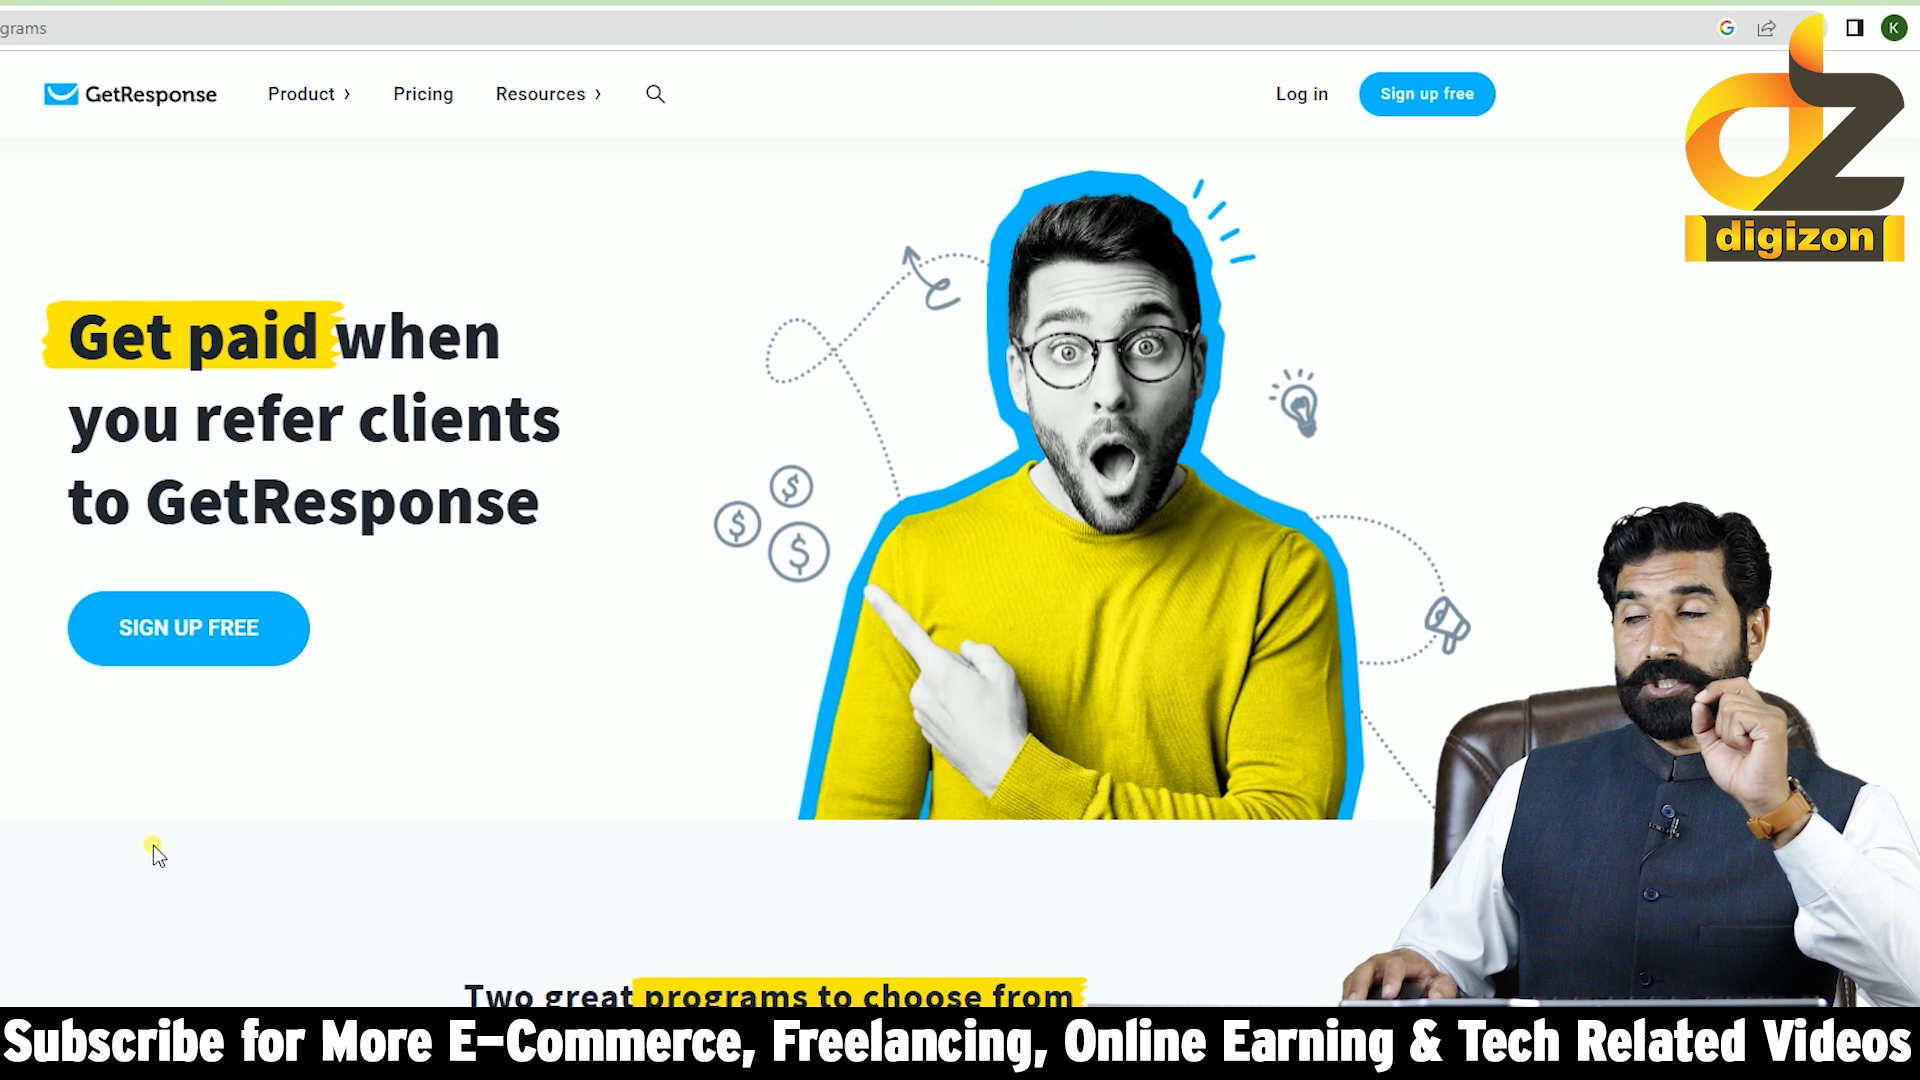 grams
K
GetResponse
Product
Pricing
Resources
Log in
Sign up free
dz
digizon
Get paid when
you refer clients
to GetResponse
SIGN UP FREE
Two great programs to choose from
Subscribe for More E-Commerce, Freelancing, Online Earning & Tech Related Videos